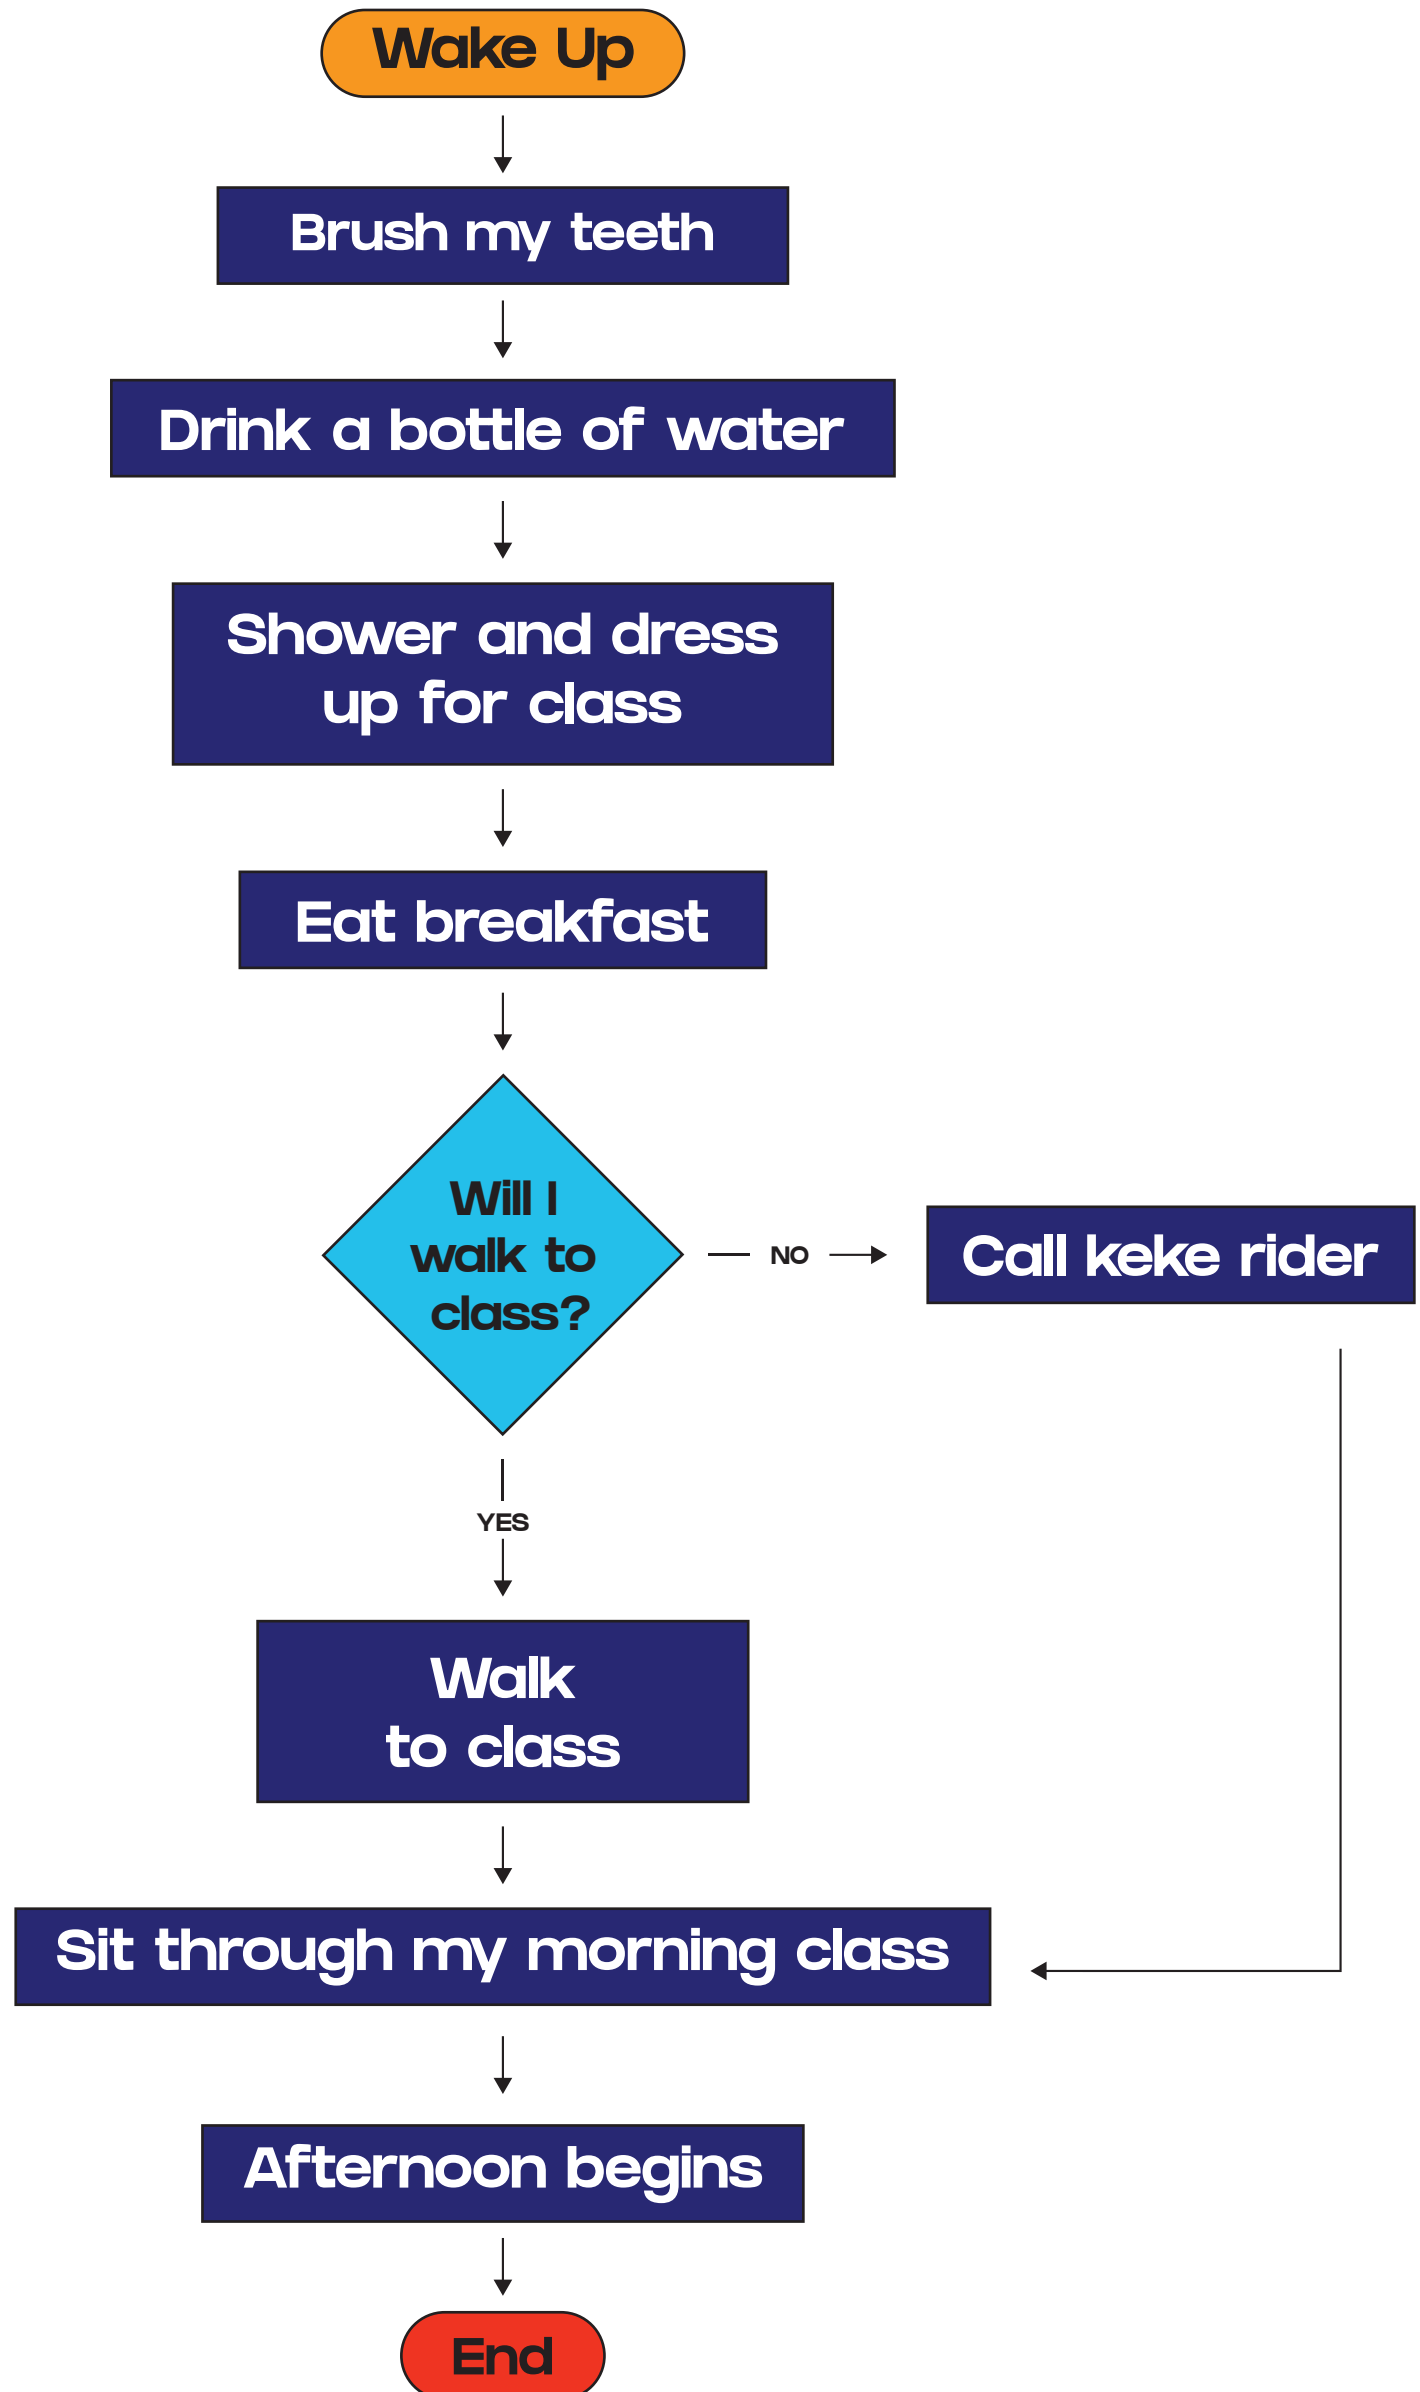 Wake Up
Brush my teeth
Drink a bottle of water
Shower and dress
up for class
Eat breakfast
Will I
walk to
class?
NO
Call keke rider
YES
Walk
to class
Sit through my morning class
Afternoon begins
End